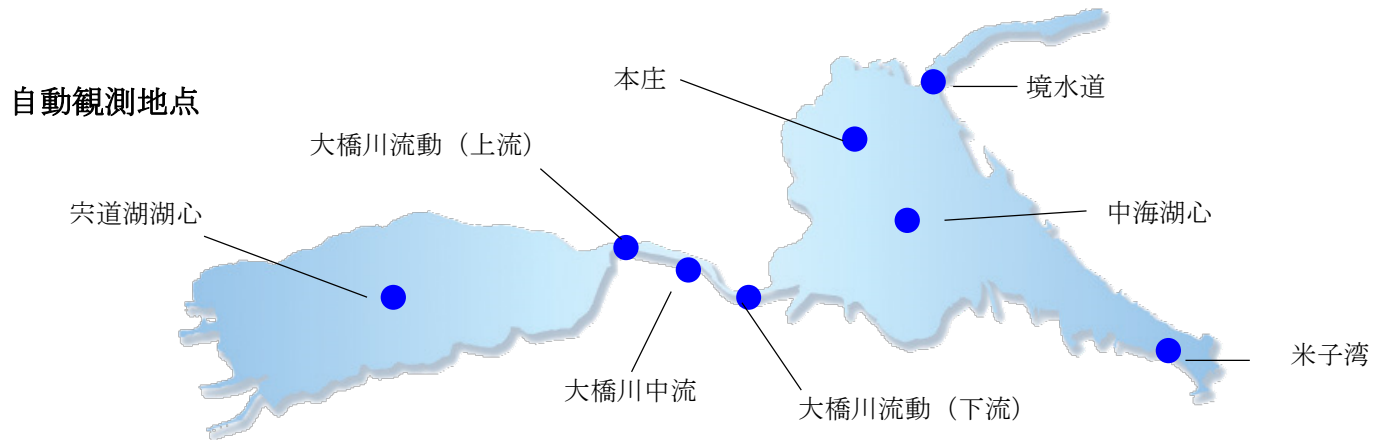 自動観測地点
本庄
境水道
大橋川流動（上流）
宍道湖湖心
中海湖心
大橋川中流
大橋川流動（下流）
米子湾